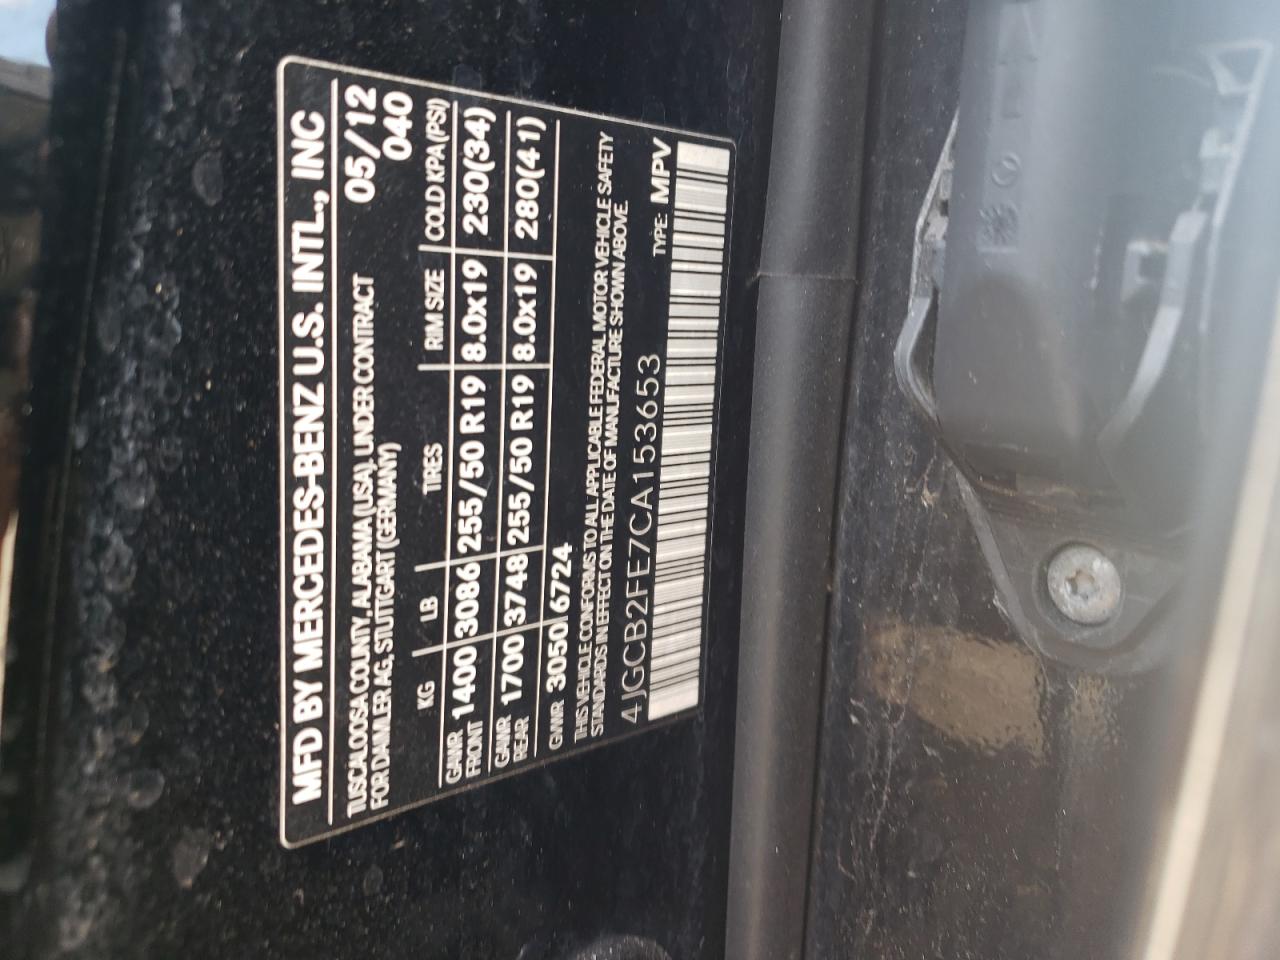 MFD BY MERCEDES-BENZ U.S. INTL., INC
TUSCALOOSA COUNTY, ALABAMA (USA), UNDER CONTRACT 05/12
FOR DAIMLER AG, STUTTGART (GERMANY) 040
KG LB TIRES RIM SIZE COLD KPA (PSI)
GAWR FRONT 1400 3086 255/50 R19 8.0x19 230(34)
GAWR REAR 1700 3748 255/50 R19 8.0x19 280(41)
GVWR 3050 6724
THIS VEHICLE CONFORMS TO ALL APPLICABLE FEDERAL MOTOR VEHICLE SAFETY
STANDARDS IN EFFECT ON THE DATE OF MANUFACTURE SHOWN ABOVE.
4JGCB2FE7CA153653 TYPE: MPV